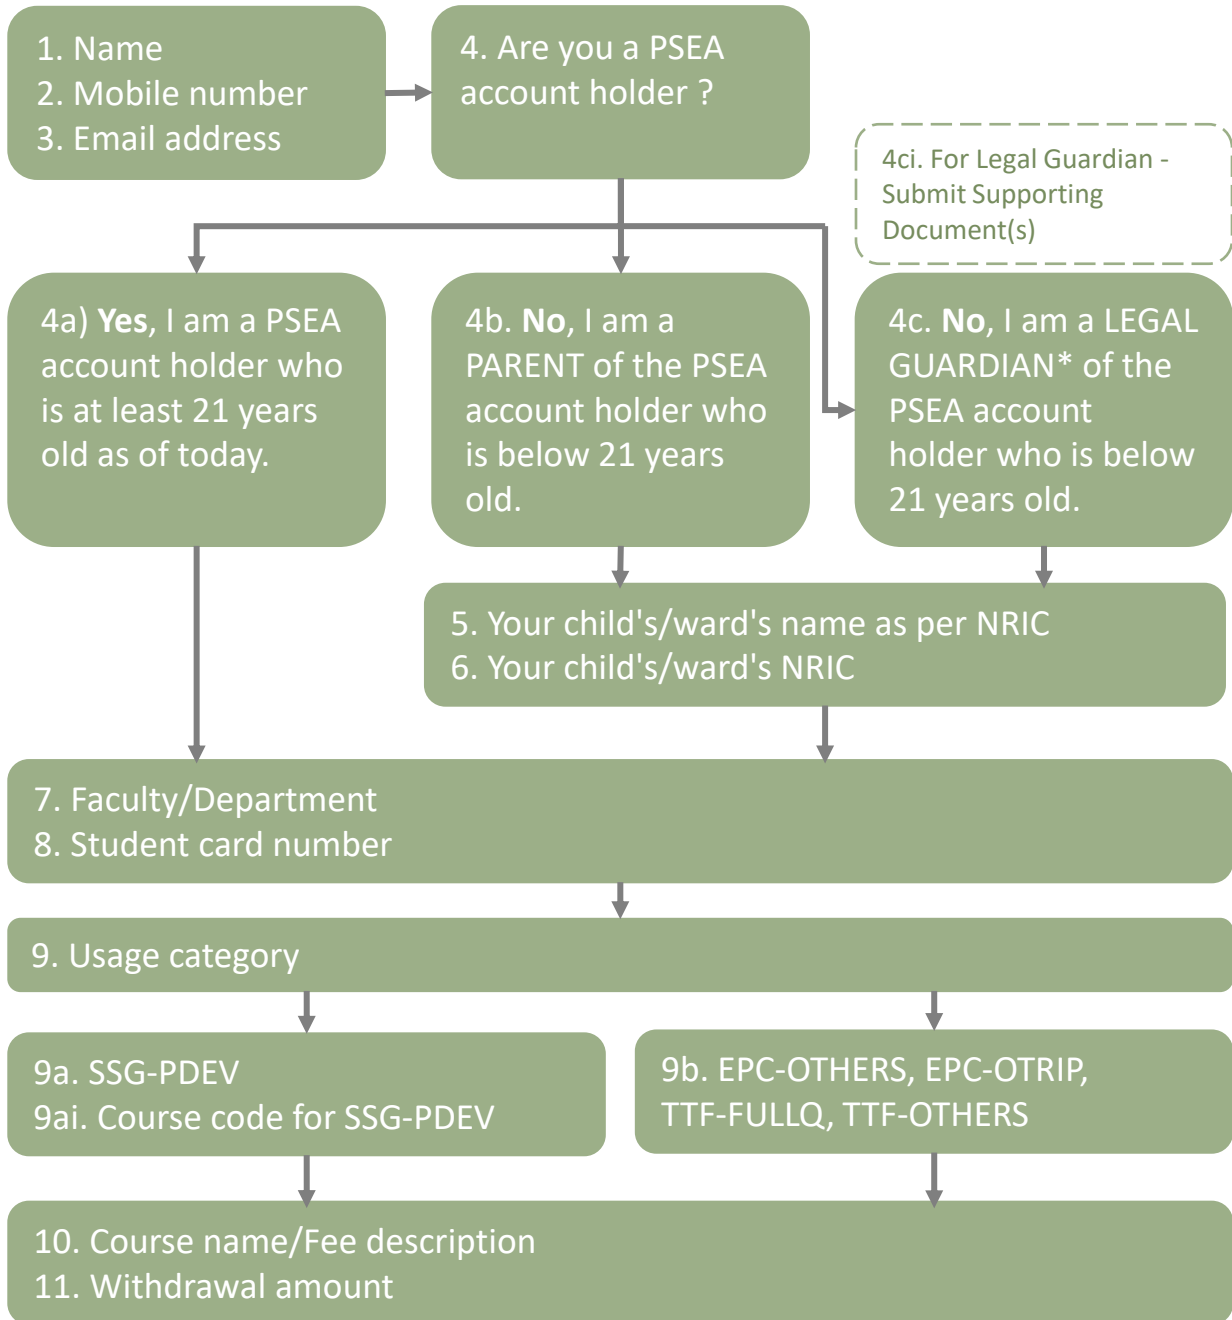 1. Name
2. Mobile number
3. Email address
4. Are you a PSEA
account holder ?
4ci. For Legal Guardian -
Submit Supporting
Document(s)
4a) Yes, I am a PSEA
account holder who
is at least 21 years
old as of today.
4b. No, I am a
PARENT of the PSEA
account holder who
is below 21 years
old.
4c. No, I am a LEGAL
GUARDIAN* of the
PSEA account
holder who is below
21 years old.
5. Your child's/ward's name as per NRIC
6. Your child's/ward's NRIC
7. Faculty/Department
8. Student card number
9. Usage category
9a. SSG-PDEV
9ai. Course code for SSG-PDEV
9b. EPC-OTHERS, EPC-OTRIP,
TTF-FULLQ, TTF-OTHERS
10. Course name/Fee description
11. Withdrawal amount